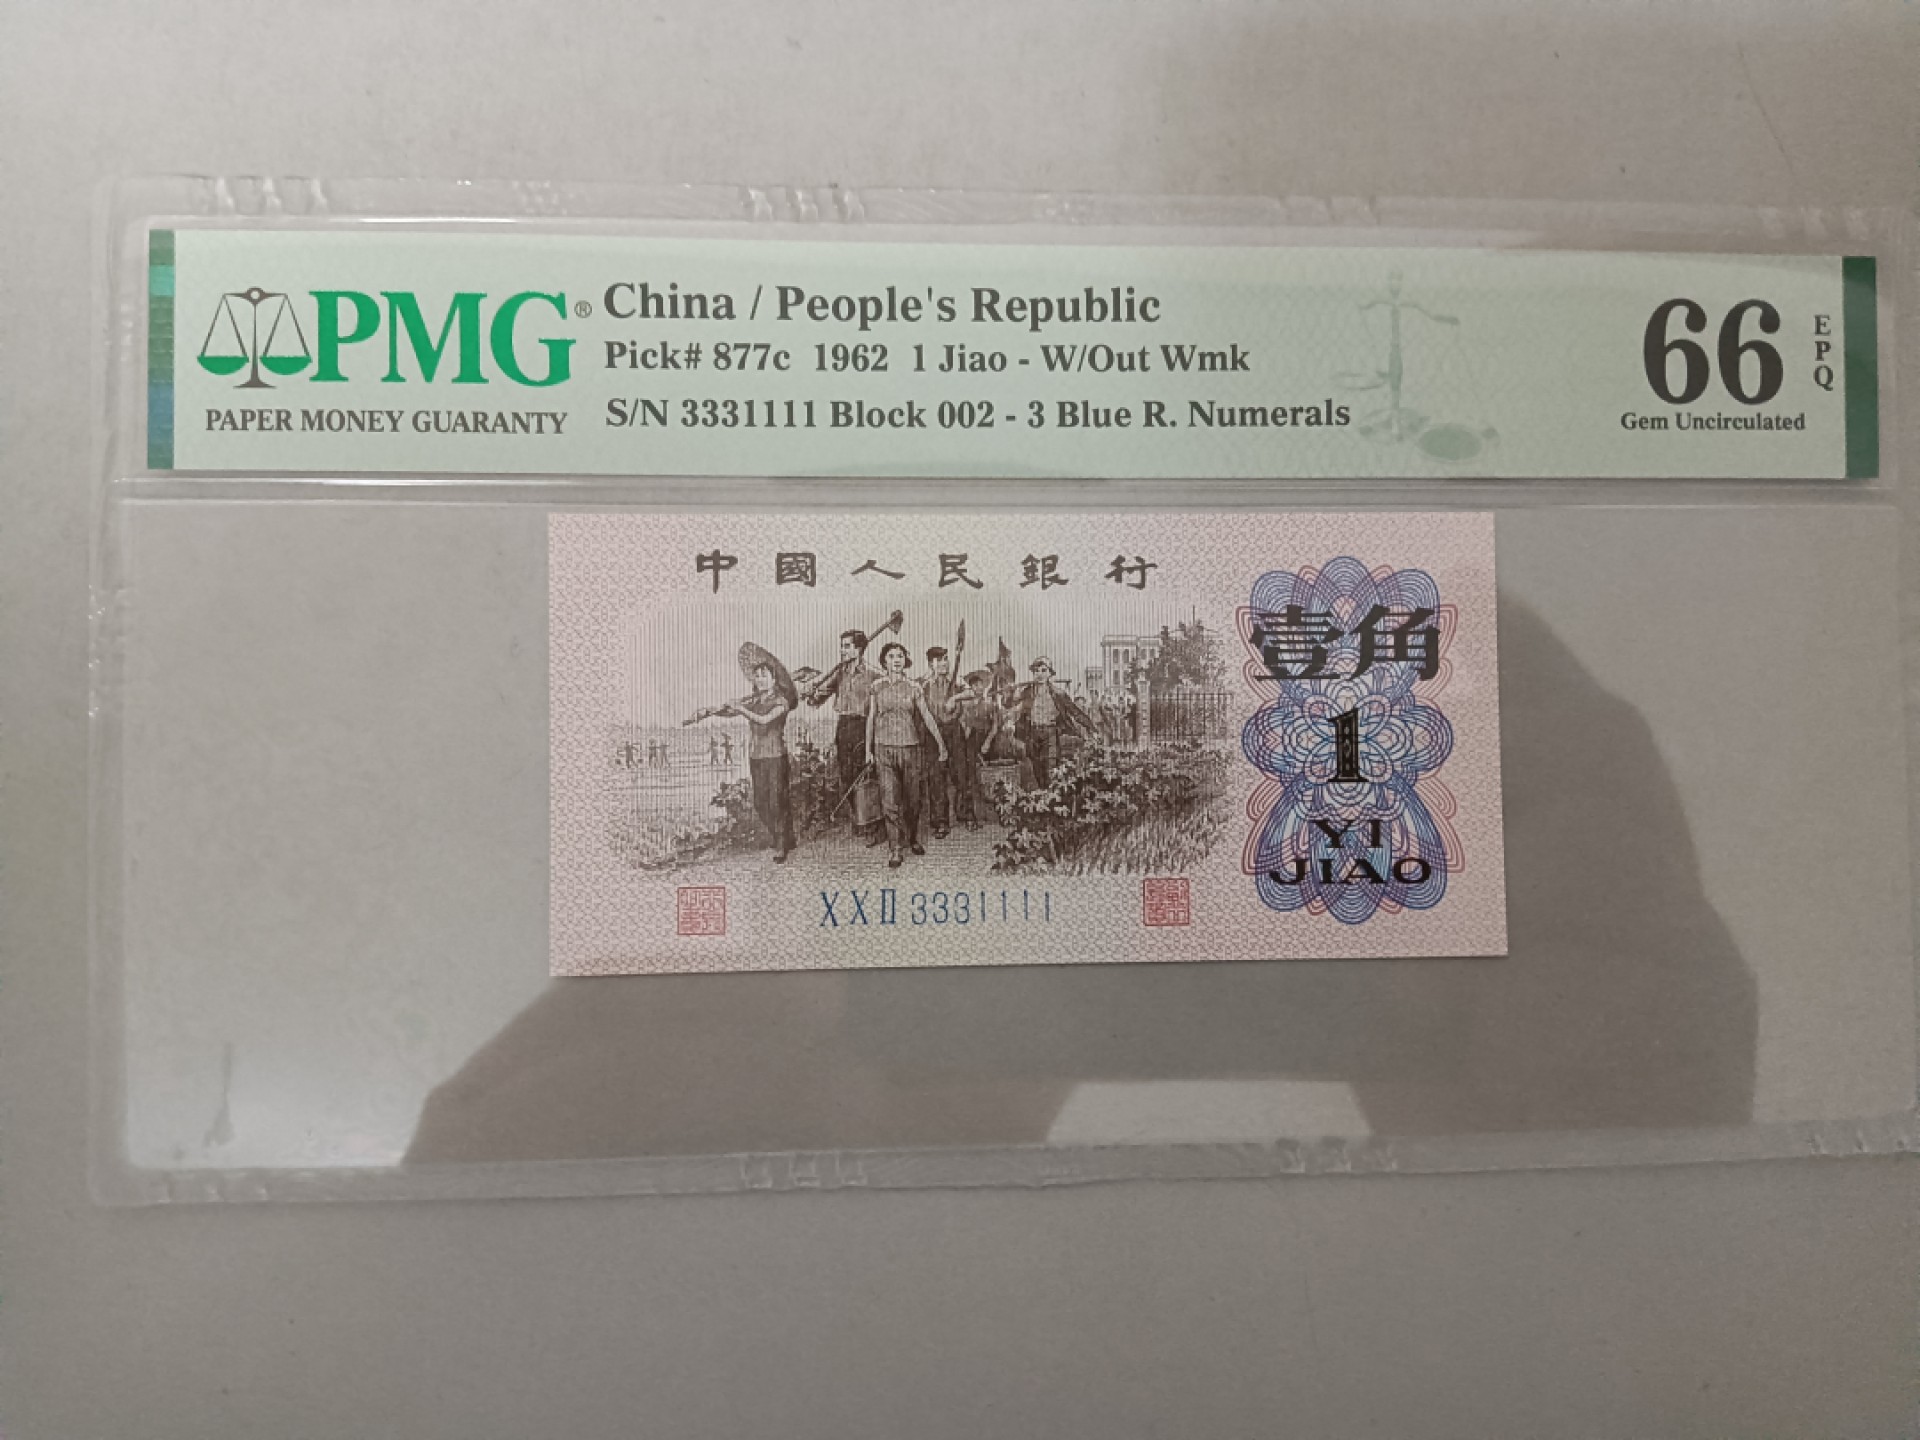 PMG®
PAPER MONEY GUARANTY
China / People's Republic
Pick# 877c 1962 1 Jiao - W/Out Wmk
S/N 3331111 Block 002 - 3 Blue R. Numerals
66 EPQ
Gem Uncirculated
中國人民銀行
壹角
1
YI
JIAO
XXII 3331111